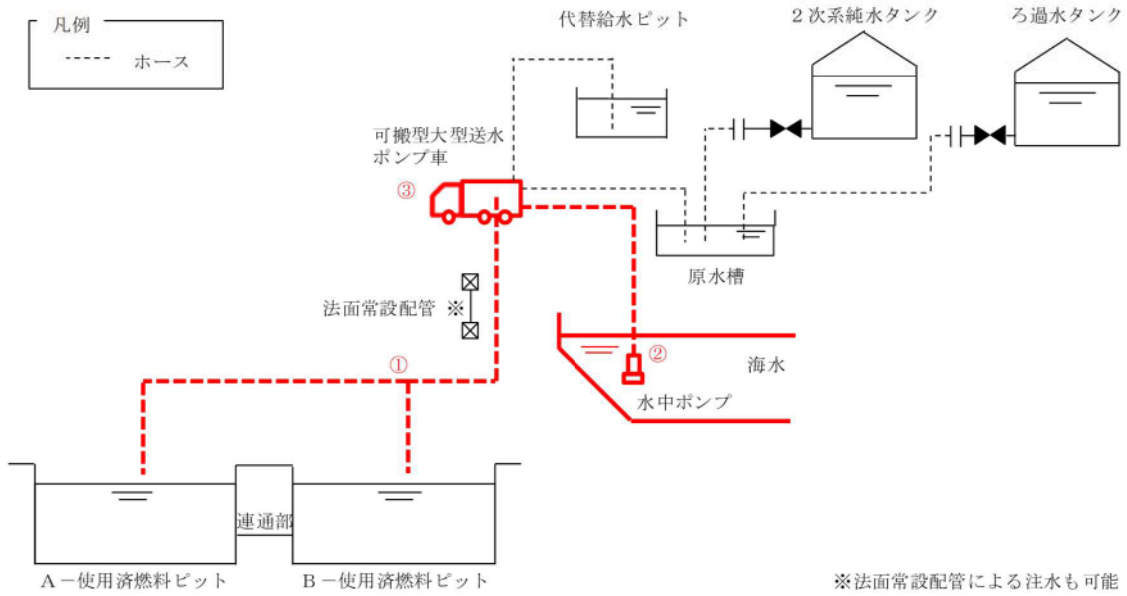 凡例
ホース
代替給水ピット
２次系純水タンク
ろ過水タンク
可搬型大型送水
ポンプ車
③
原水槽
法面常設配管 ※
①
②
海水
水中ポンプ
連通部
Ａ－使用済燃料ピット
Ｂ－使用済燃料ピット
※法面常設配管による注水も可能